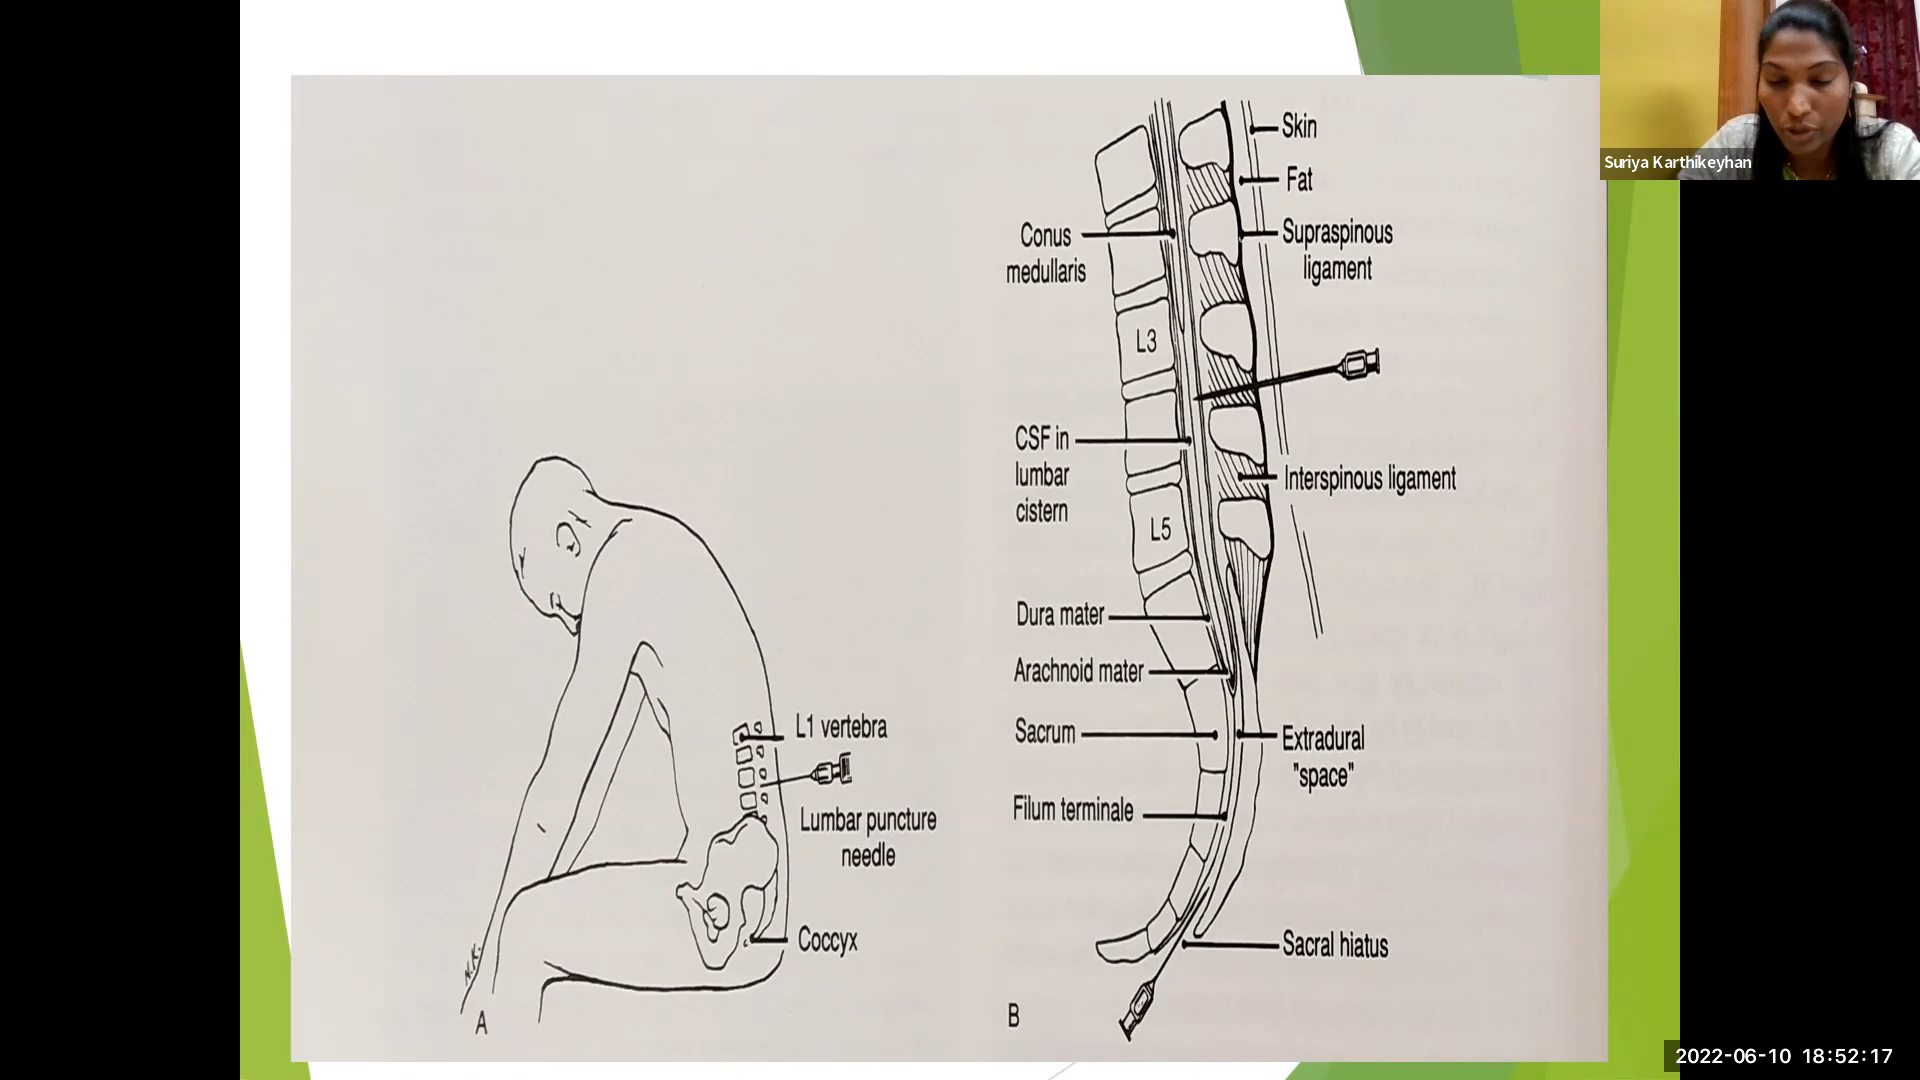 Suriya Karthikeyhan
L1 vertebra
Lumbar puncture
needle
Coccyx
N.K.
A
Skin
Fat
Supraspinous
ligament
Conus
medullaris
L3
CSF in
lumbar
cistern
Interspinous ligament
L5
Dura mater
Arachnoid mater
Sacrum
Extradural
"space"
Filum terminale
Sacral hiatus
B
2022-06-10 18:52:17